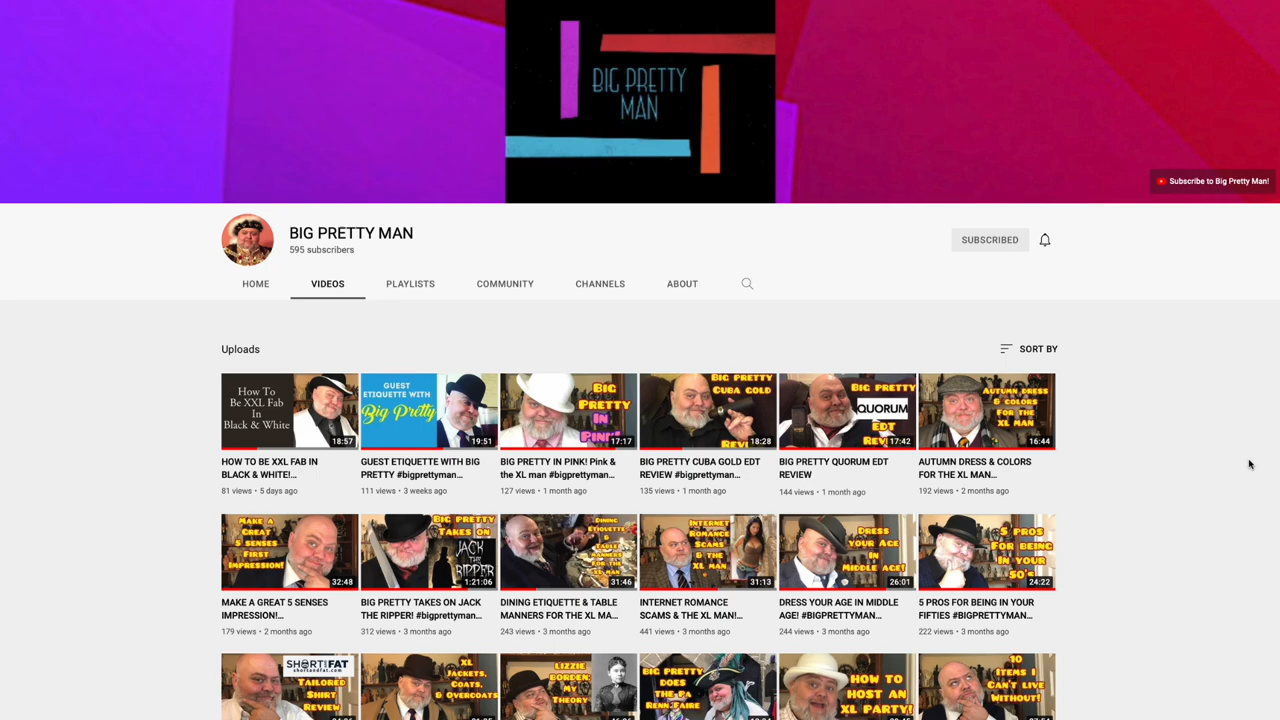 BIG PRETTY
MAN
Subscribe to Big Pretty Man!
BIG PRETTY MAN
595 subscribers
SUBSCRIBED
HOME VIDEOS PLAYLISTS COMMUNITY CHANNELS ABOUT
Uploads
SORT BY
How To
Be XXL Fab
In
Black & White
18:57
GUEST
ETIQUETTE WITH
Big Pretty
19:51
BIG
PRETTY
IN
PINK!
17:17
BIG PRETTY
CUBA GOLD
EDT
REVIEW
18:28
BIG PRETTY
QUORUM
EDT
REVIEW
17:42
AUTUMN DRESS
& COLORS
FOR THE
XL MAN
16:44
HOW TO BE XXL FAB IN
BLACK & WHITE!...
81 views • 5 days ago
GUEST ETIQUETTE WITH BIG
PRETTY #bigprettyman...
111 views • 3 weeks ago
BIG PRETTY IN PINK! Pink &
the XL man #bigprettyman...
127 views • 1 month ago
BIG PRETTY CUBA GOLD EDT
REVIEW #bigprettyman...
135 views • 1 month ago
BIG PRETTY QUORUM EDT
REVIEW
144 views • 1 month ago
AUTUMN DRESS & COLORS
FOR THE XL MAN...
192 views • 2 months ago
MAKE A
GREAT
5 SENSES
FIRST
IMPRESSION!
32:48
BIG PRETTY
TAKES ON
JACK
THE
RIPPER
1:21:06
DINING
ETIQUETTE
& TABLE
MANNERS
FOR THE
XL MAN
31:46
INTERNET
ROMANCE
SCAMS
& THE
XL MAN
31:13
DRESS
YOUR AGE
IN
MIDDLE
AGE!
26:01
5 PROS
FOR BEING
IN YOUR
50'S
24:22
MAKE A GREAT 5 SENSES
IMPRESSION!...
179 views • 2 months ago
BIG PRETTY TAKES ON JACK
THE RIPPER! #bigprettyman...
312 views • 3 months ago
DINING ETIQUETTE & TABLE
MANNERS FOR THE XL MA...
243 views • 3 months ago
INTERNET ROMANCE
SCAMS & THE XL MAN!...
441 views • 3 months ago
DRESS YOUR AGE IN MIDDLE
AGE! #BIGPRETTYMAN...
244 views • 3 months ago
5 PROS FOR BEING IN YOUR
FIFTIES #BIGPRETTYMAN...
222 views • 3 months ago
SHORT AND FAT
shortandfat.com
TAILORED
SHIRT
REVIEW
XL
JACKETS,
COATS,
& OVERCOATS
LIZZIE
BORDEN:
MY
THEORY
BIG PRETTY
DOES
THE PA
RENN FAIRE
HOW TO
HOST AN
XL PARTY!
10
ITEMS I
CAN'T LIVE
WITHOUT!